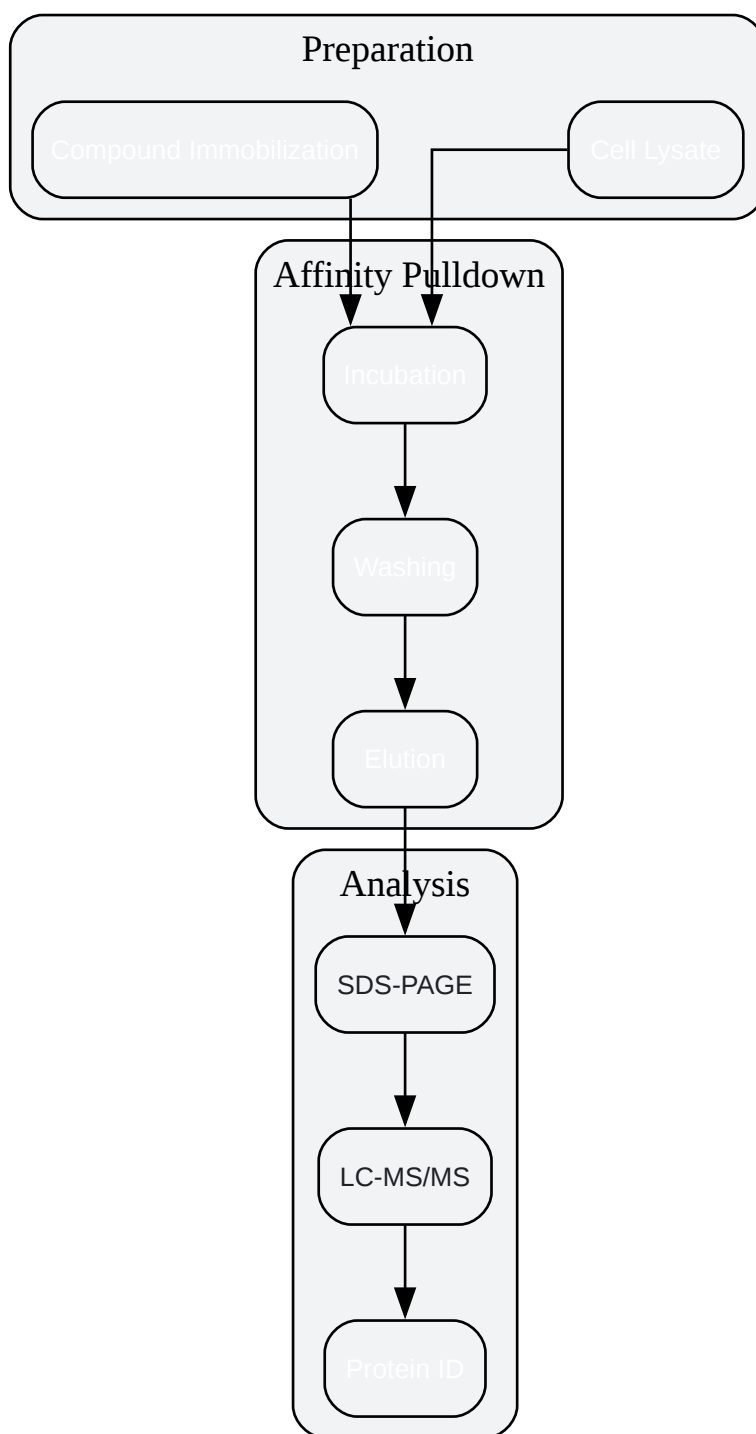 Preparation
Compound Immobilization
Cell Lysate
Affinity Pulldown
Incubation
Washing
Elution
Analysis
SDS-PAGE
LC-MS/MS
Protein ID